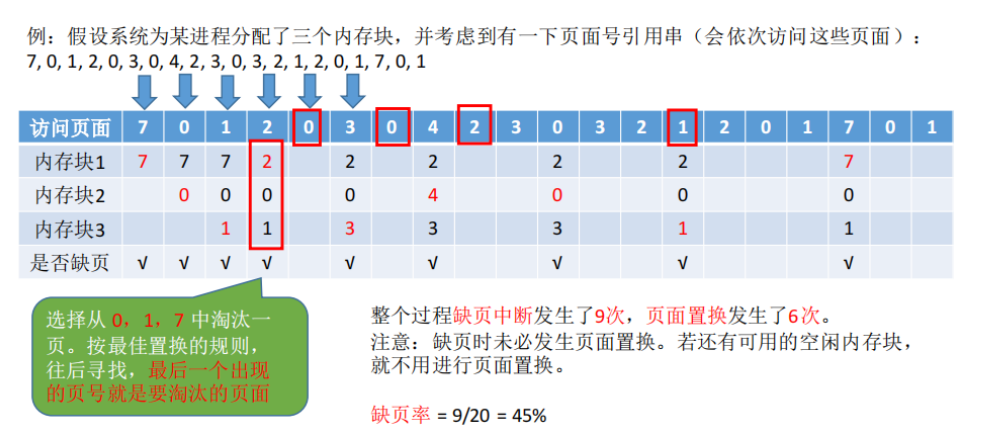 例：假设系统为某进程分配了三个内存块，并考虑到有一下页面号引用串（会依次访问这些页面）：
7, 0, 1, 2, 0, 3, 0, 4, 2, 3, 0, 3, 2, 1, 2, 0, 1, 7, 0, 1
访问页面 7 0 1 2 0 3 0 4 2 3 0 3 2 1 2 0 1 7 0 1
内存块1 7 7 7 2 2 2 2 2 7
内存块2 0 0 0 0 4 0 0 0
内存块3 1 1 3 3 3 1 1
是否缺页 √ √ √ √ √ √ √ √ √
选择从 0，1，7 中淘汰一
页。按最佳置换的规则，
往后寻找，最后一个出现
的页号就是要淘汰的页面
整个过程缺页中断发生了9次，页面置换发生了6次。
注意：缺页时未必发生页面置换。若还有可用的空闲内存块，
就不用进行页面置换。
缺页率 = 9/20 = 45%